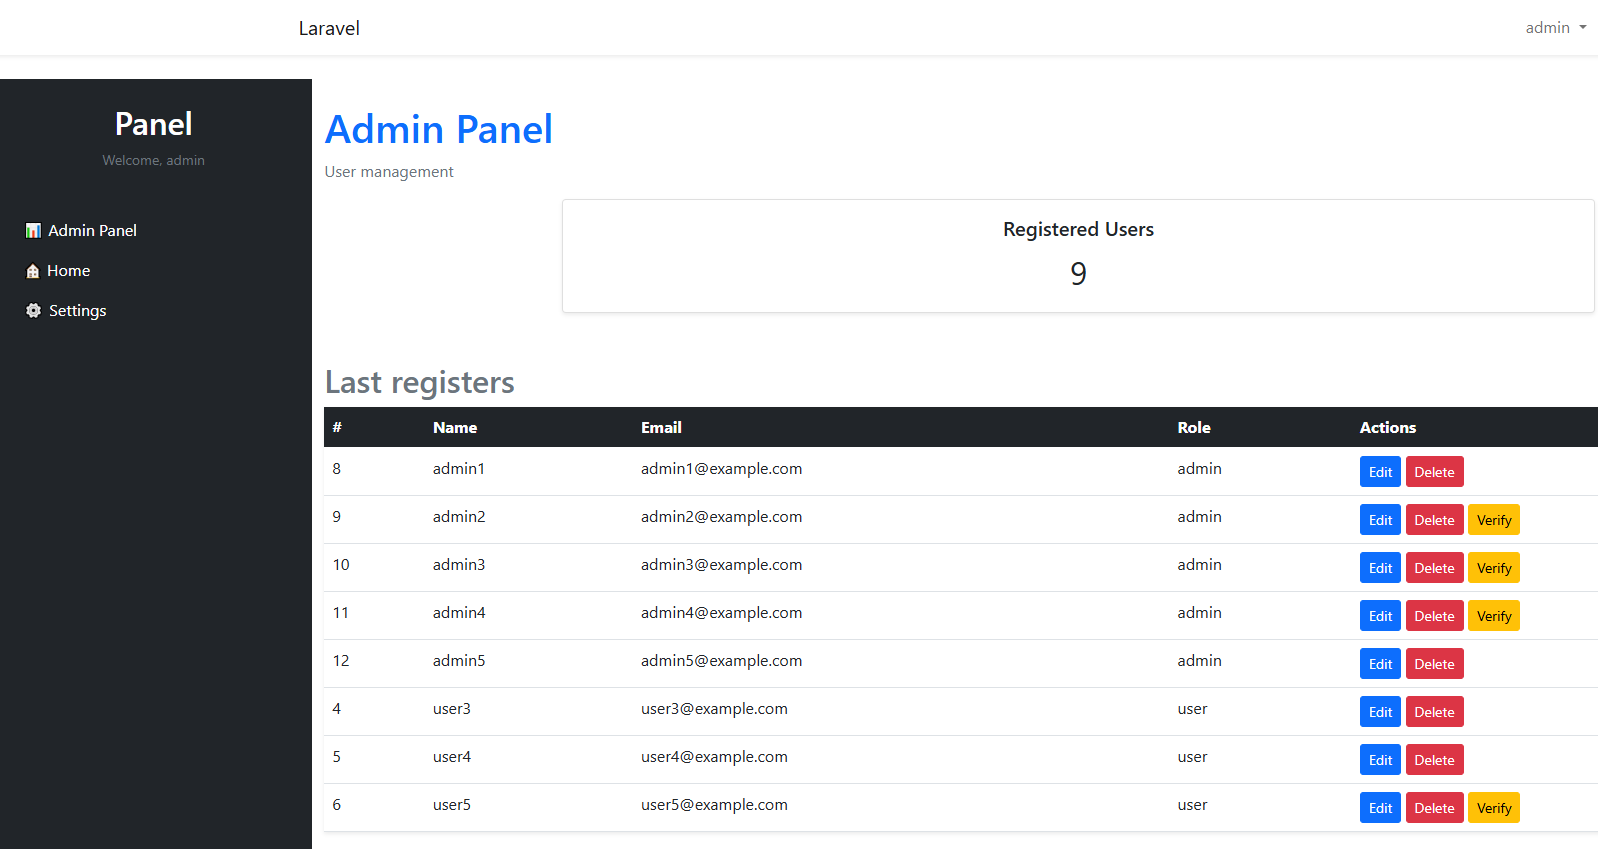 Laravel
admin
Panel
Welcome, admin
Admin Panel
Home
Settings
Admin Panel
User management
Registered Users
9
Last registers
# Name Email Role Actions
8 admin1 admin1@example.com admin Edit Delete
9 admin2 admin2@example.com admin Edit Delete Verify
10 admin3 admin3@example.com admin Edit Delete Verify
11 admin4 admin4@example.com admin Edit Delete Verify
12 admin5 admin5@example.com admin Edit Delete
4 user3 user3@example.com user Edit Delete
5 user4 user4@example.com user Edit Delete
6 user5 user5@example.com user Edit Delete Verify